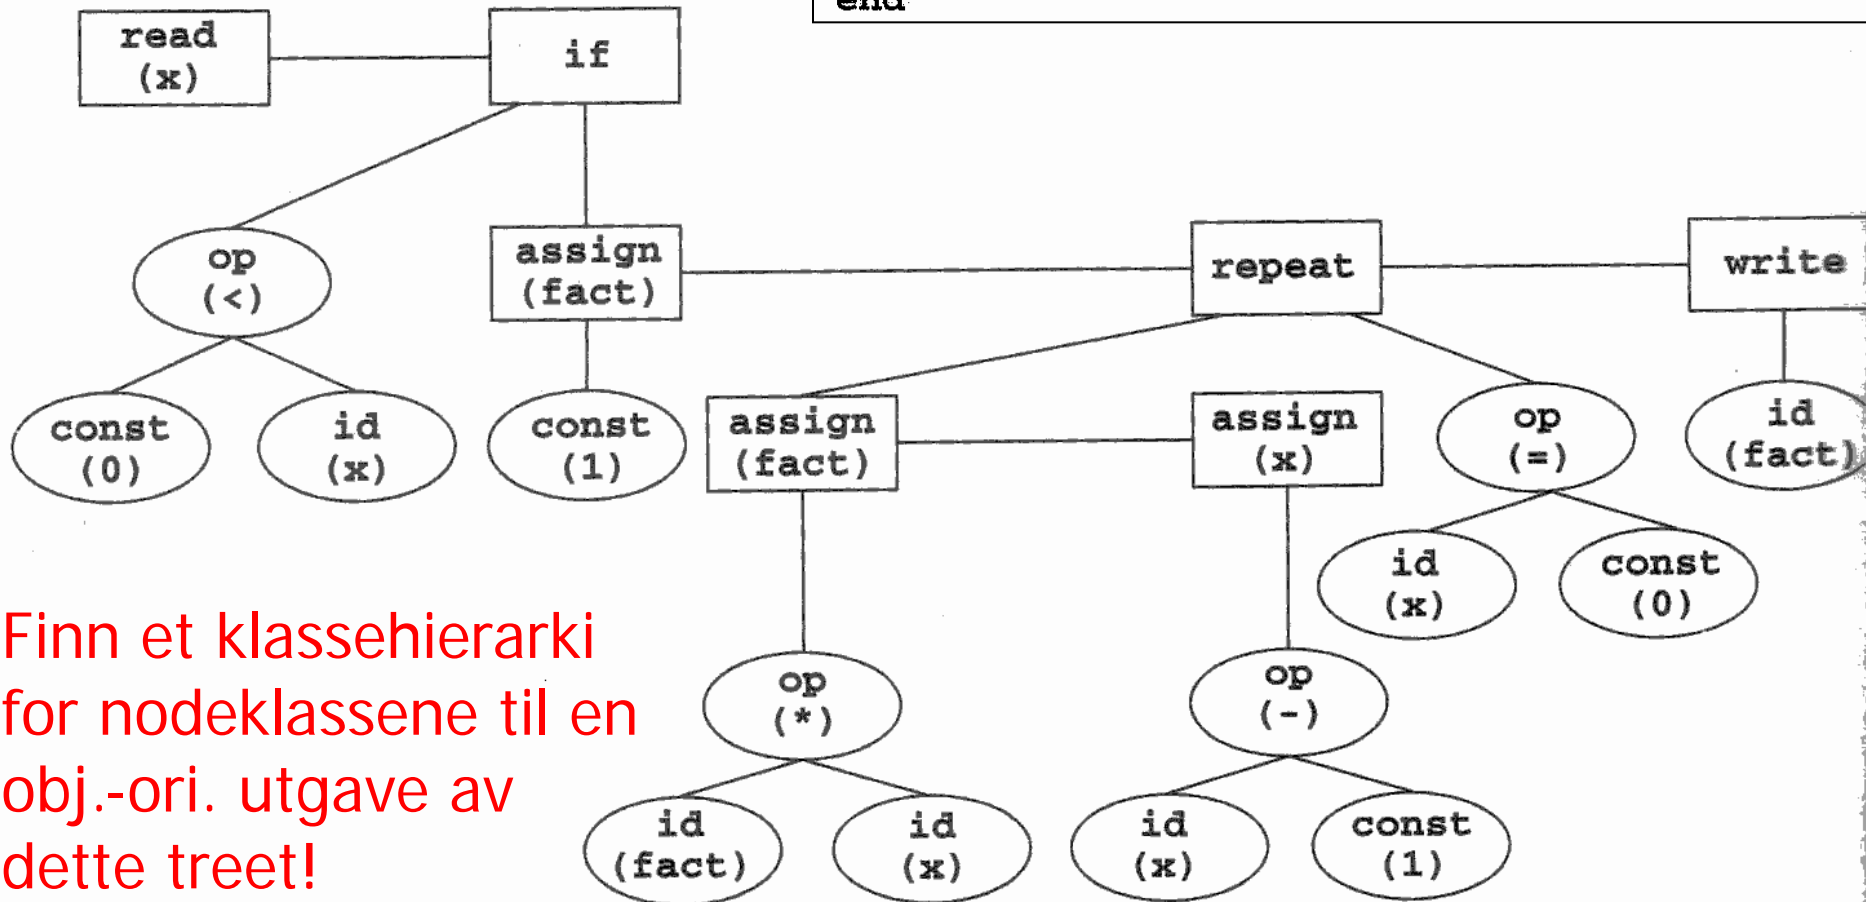 end
read
(x)
if
op
(<)
assign
(fact)
repeat
write
const
(0)
id
(x)
const
(1)
assign
(fact)
assign
(x)
op
(=)
id
(fact)
id
(x)
const
(0)
Finn et klassehierarki
for nodeklassene til en
obj.-ori. utgave av
dette treet!
op
(*)
op
(-)
id
(fact)
id
(x)
id
(x)
const
(1)